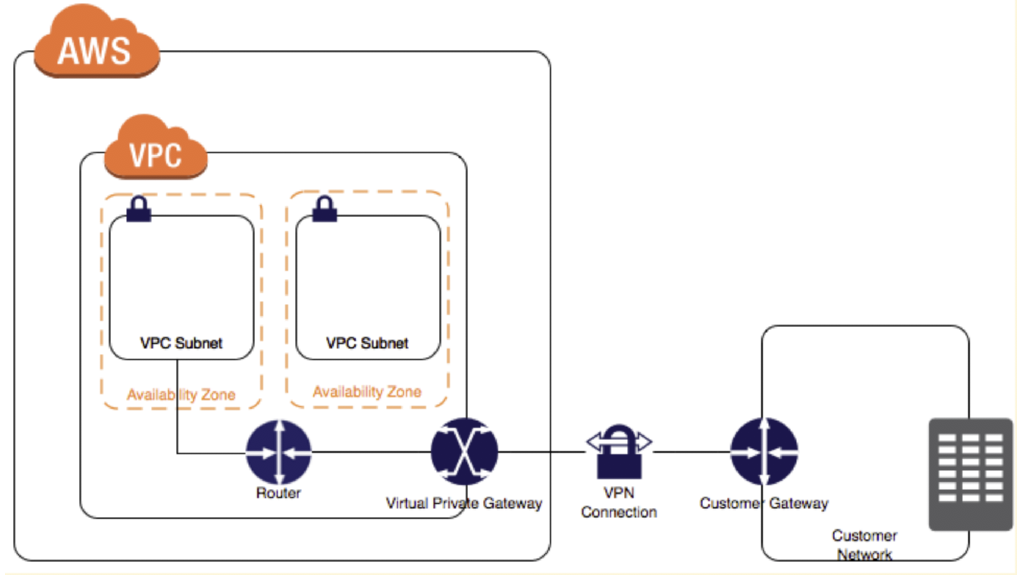 AWS
VPC
VPC Subnet
VPC Subnet
Availability Zone
Availability Zone
Router
Virtual Private Gateway
VPN
Connection
Customer Gateway
Customer
Network